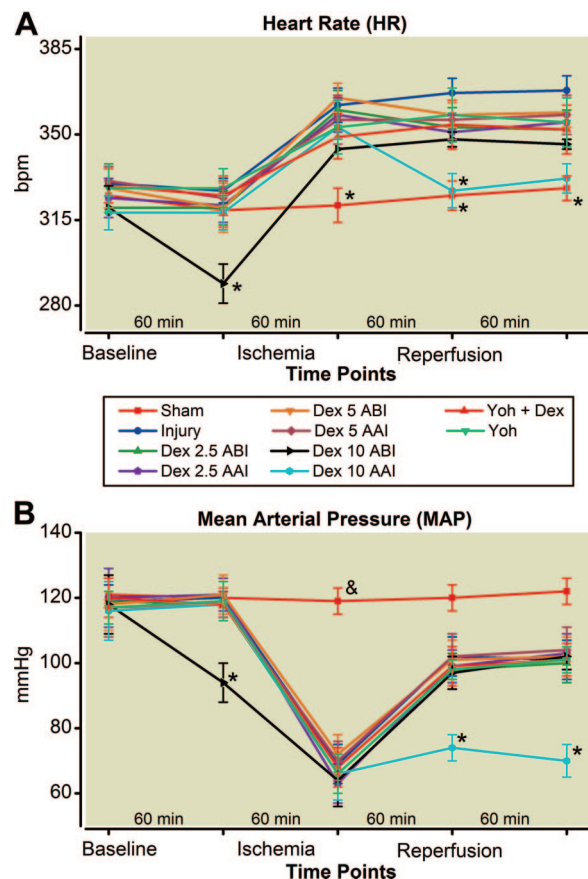 A
Heart Rate (HR)
385
350
315
280
bpm
*
*
*
*
*
60 min 60 min 60 min 60 min
Baseline Ischemia Reperfusion
Time Points
Sham Dex 5 ABI Yoh + Dex
Injury Dex 5 AAI Yoh
Dex 2.5 ABI Dex 10 ABI
Dex 2.5 AAI Dex 10 AAI
B
Mean Arterial Pressure (MAP)
140
120
100
80
60
mmHg
&
*
*
*
60 min 60 min 60 min 60 min
Baseline Ischemia Reperfusion
Time Points